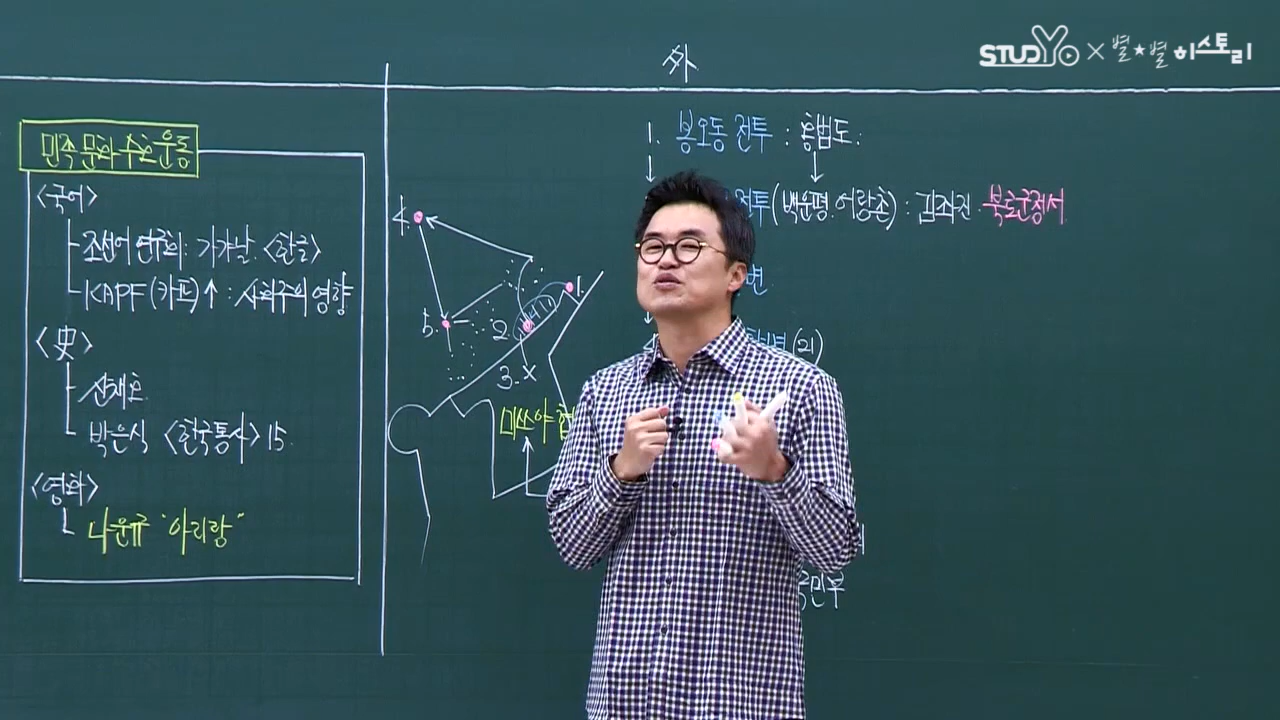 STUDYo × 별★별 히스토리
外
민족문화 수호 운동
<국어>
조선어 연구회: 가갸날. <한글>
KAPF (카프) ↑ : 사회주의 영향
<史>
신채호
박은식 <한국통사> 15.
<영화>
나운규 "아리랑"
1. 봉오동 전투 : 홍범도.
전투 (백운평. 어랑촌) : 김좌진. 북로군정서
변
변 (21)
4.
5.
2.
1.
3. X
미쓰야 협
국민부